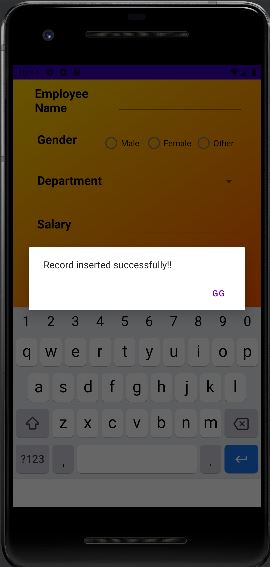 Employee
Name
Gender
Male
Female
Other
Department
Salary
Record inserted successfully!!
GG
1 2 3 4 5 6 7 8 9 0
q w e r t y u i o p
a s d f g h j k l
z x c v b n m
?123 , .